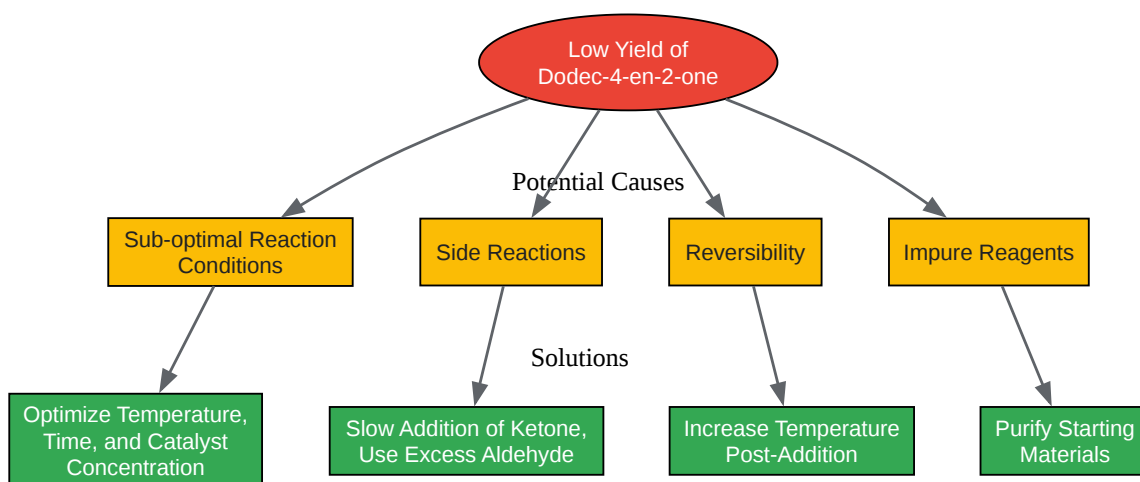 Low Yield of
Dodec-4-en-2-one
Potential Causes
Sub-optimal Reaction
Conditions
Side Reactions
Reversibility
Impure Reagents
Solutions
Optimize Temperature,
Time, and Catalyst
Concentration
Slow Addition of Ketone,
Use Excess Aldehyde
Increase Temperature
Post-Addition
Purify Starting
Materials